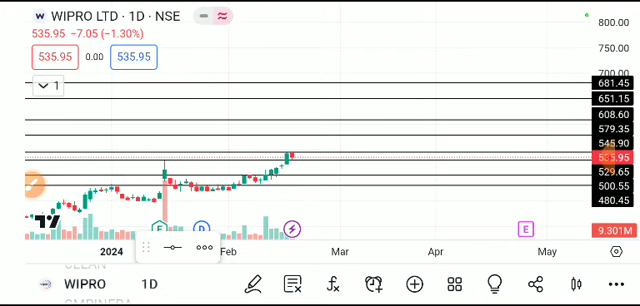 w WIPRO LTD · 1D · NSE
535.95 −7.05 (−1.30%)
535.95 0.00 535.95
1
800.00
750.00
700.00
681.45
651.15
608.60
579.35
545.90
535.95
529.65
500.55
480.45
9.301M
E D E
2024 Feb Mar Apr May
WIPRO 1D